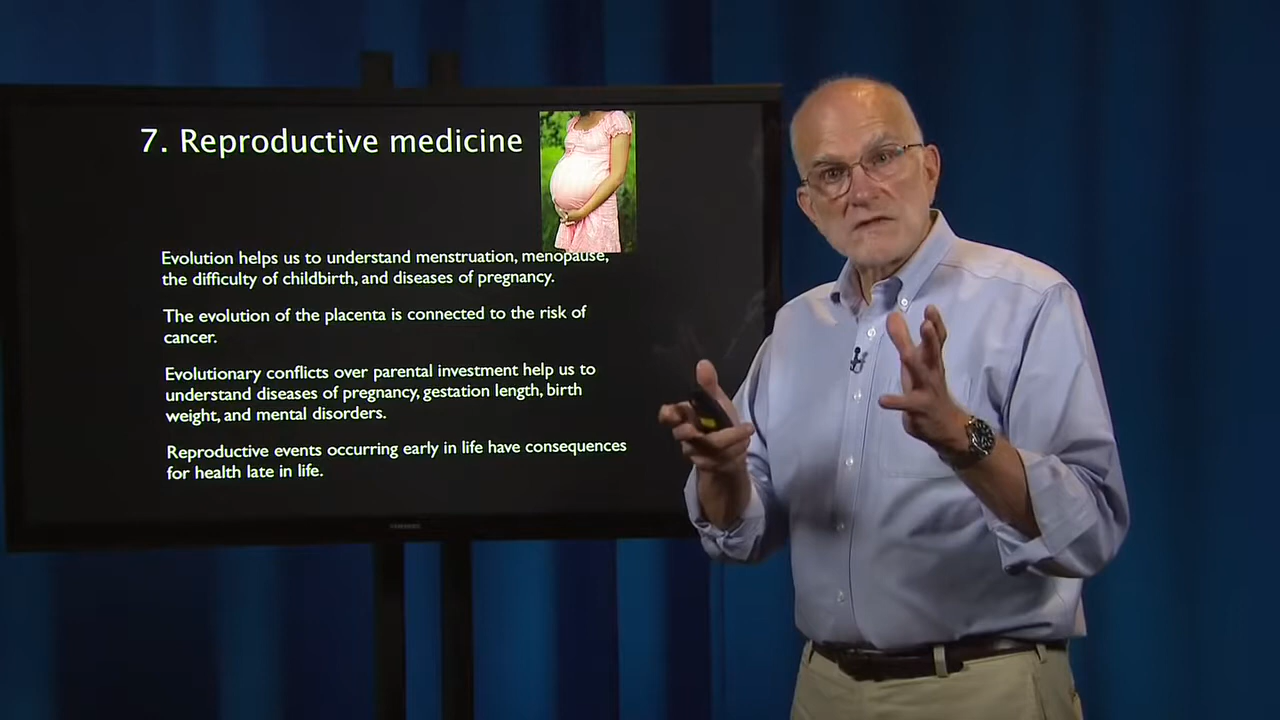 7. Reproductive medicine
Evolution helps us to understand menstruation, menopause,
the difficulty of childbirth, and diseases of pregnancy.
The evolution of the placenta is connected to the risk of
cancer.
Evolutionary conflicts over parental investment help us to
understand diseases of pregnancy, gestation length, birth
weight, and mental disorders.
Reproductive events occurring early in life have consequences
for health late in life.
SAMSUNG